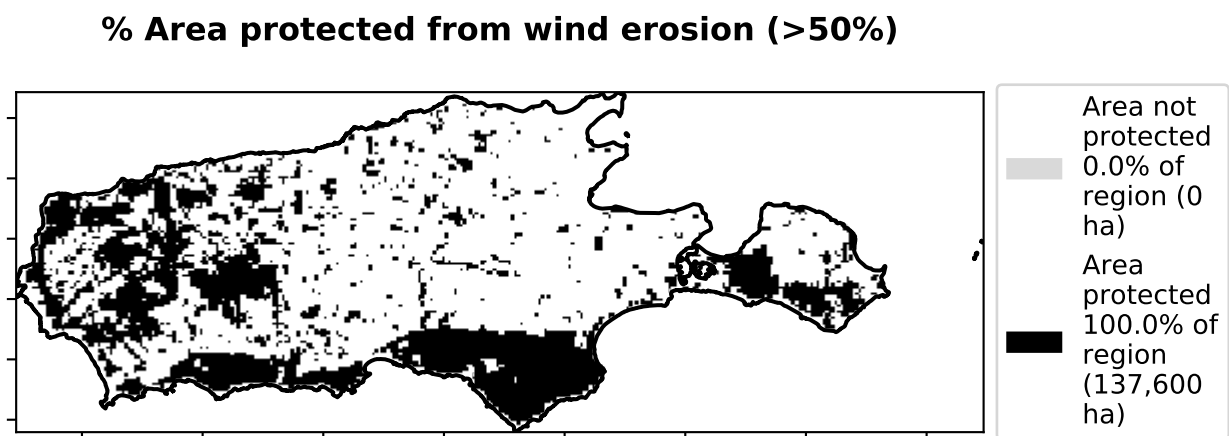 % Area protected from wind erosion (>50%)
Area not
protected
0.0% of
region (0
ha)
Area
protected
100.0% of
region
(137,600
ha)